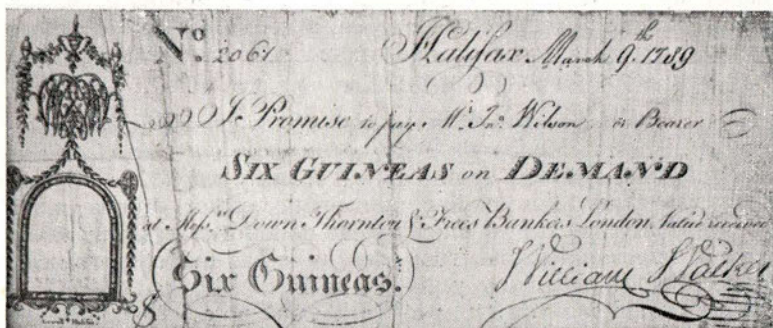 No. 2061 Halifax March 9th. 1789
I Promise to pay Mr. Jno. Wilson or Bearer
SIX GUINEAS on DEMAND
at Messrs. Down Thornton & Frees Bankers London. Value received
Six Guineas. William Walker